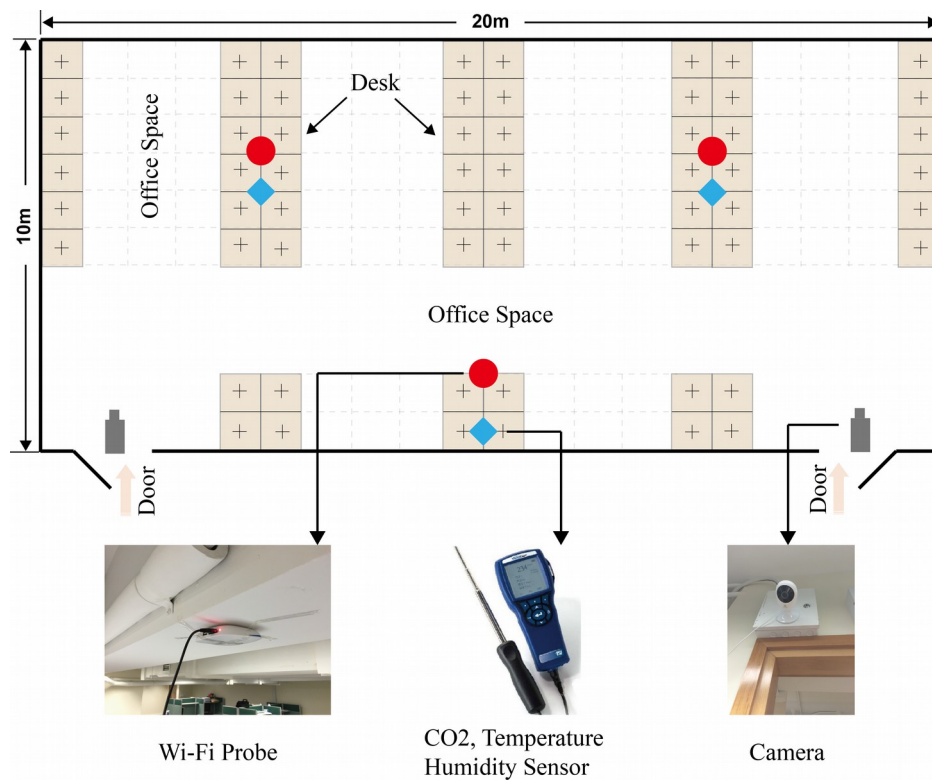 20m
Desk
Office Space
10m
Office Space
Door
Door
Wi-Fi Probe
CO2, Temperature
Humidity Sensor
Camera